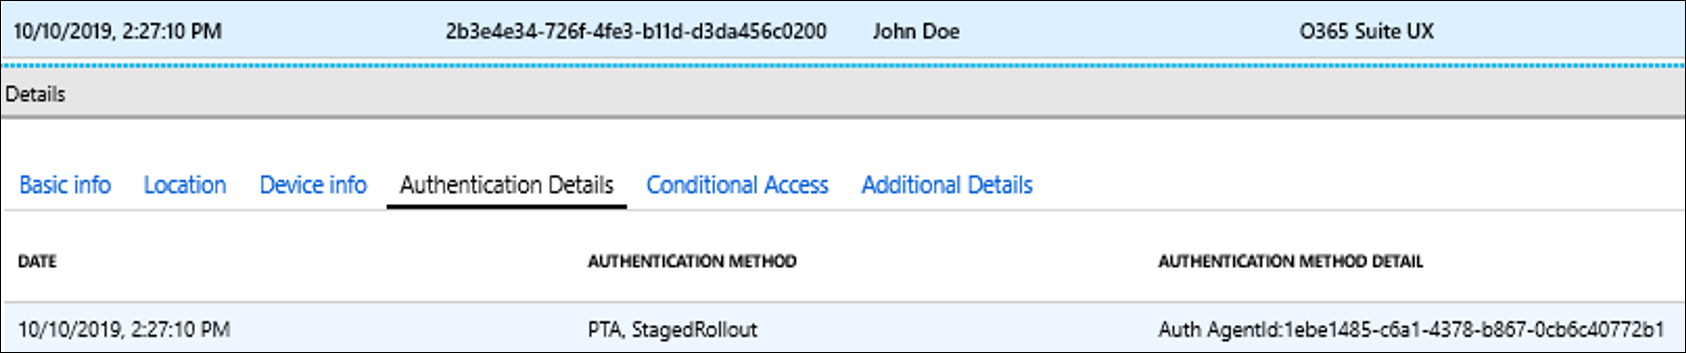 10/10/2019, 2:27:10 PM 2b3e4e34-726f-4fe3-b11d-d3da456c0200 John Doe O365 Suite UX
Details
Basic info Location Device info Authentication Details Conditional Access Additional Details
DATE AUTHENTICATION METHOD AUTHENTICATION METHOD DETAIL
10/10/2019, 2:27:10 PM PTA, StagedRollout Auth AgentId:1ebe1485-c6a1-4378-b867-0cb6c40772b1